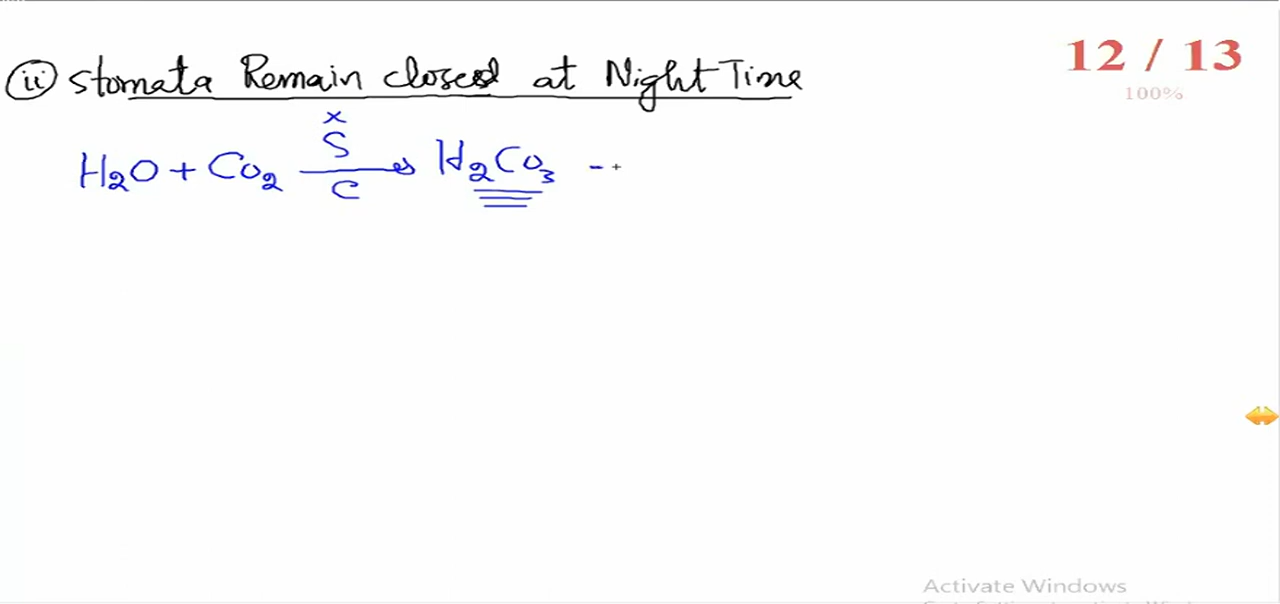 12 / 13
100%
(ii) Stomata Remain closed at Night Time
x
S
H2O + CO2 → H2CO3 --
C
Activate Windows